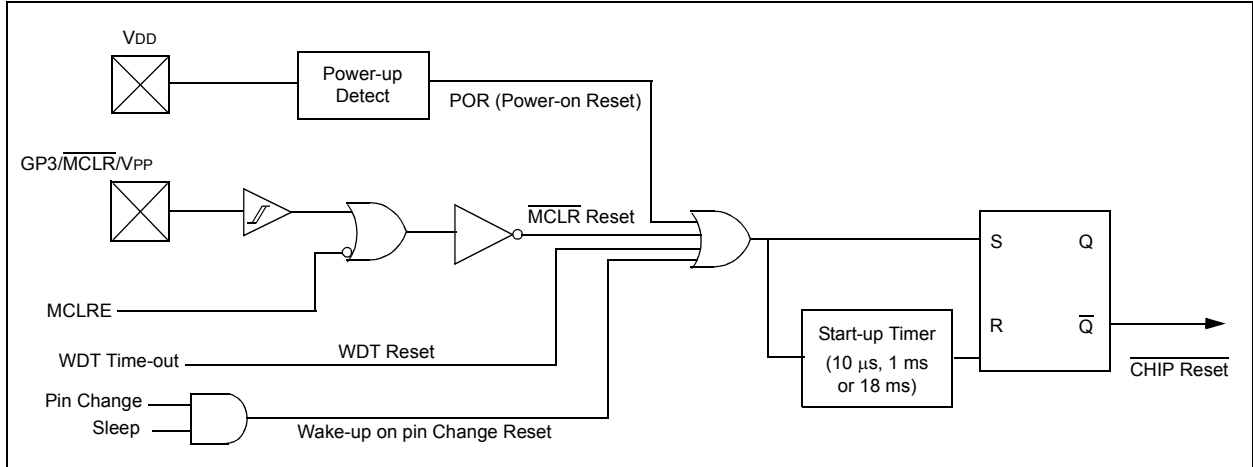 VDD
Power-up
Detect
POR (Power-on Reset)
GP3/MCLR/VPP
MCLR Reset
MCLRE
WDT Time-out
WDT Reset
Pin Change
Sleep
Wake-up on pin Change Reset
S
Q
R
Q
Start-up Timer
(10 μs, 1 ms
or 18 ms)
CHIP Reset